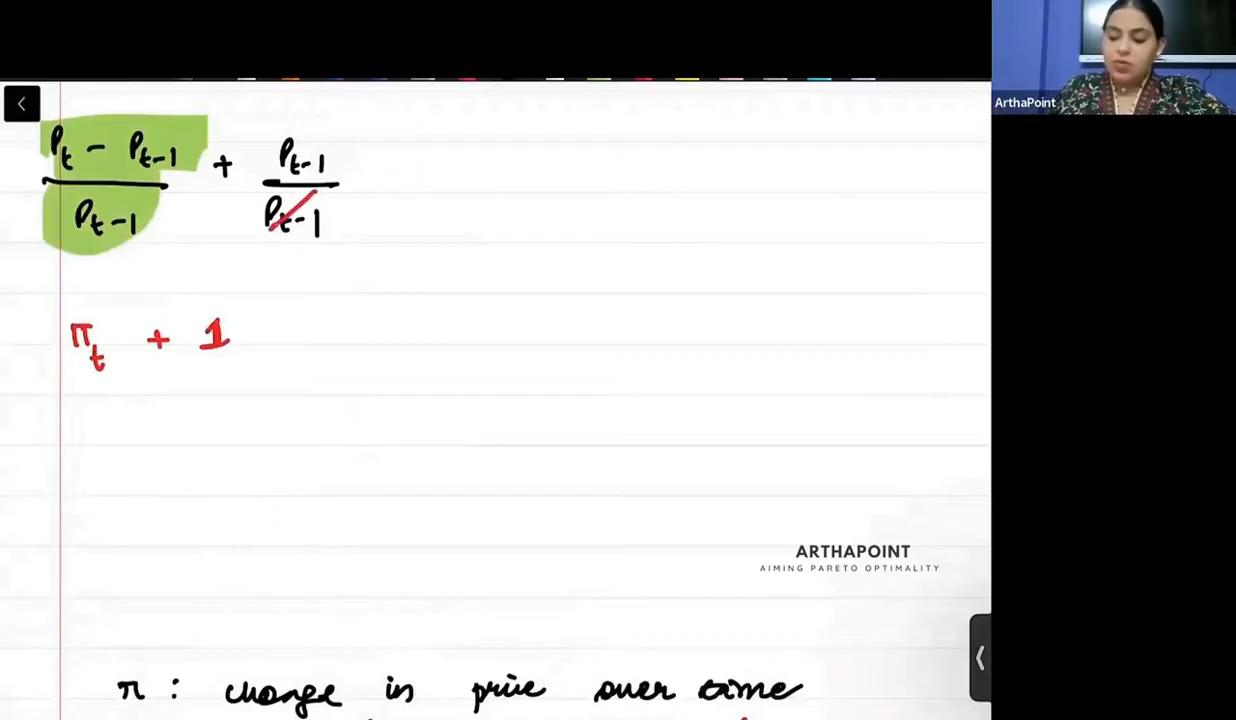 P_t - P_{t-1} / P_{t-1} + P_{t-1} / P_{t-1}
π_t + 1
ARTHAPOINT
AIMING PARETO OPTIMALITY
π : change in price over time
ArthaPoint